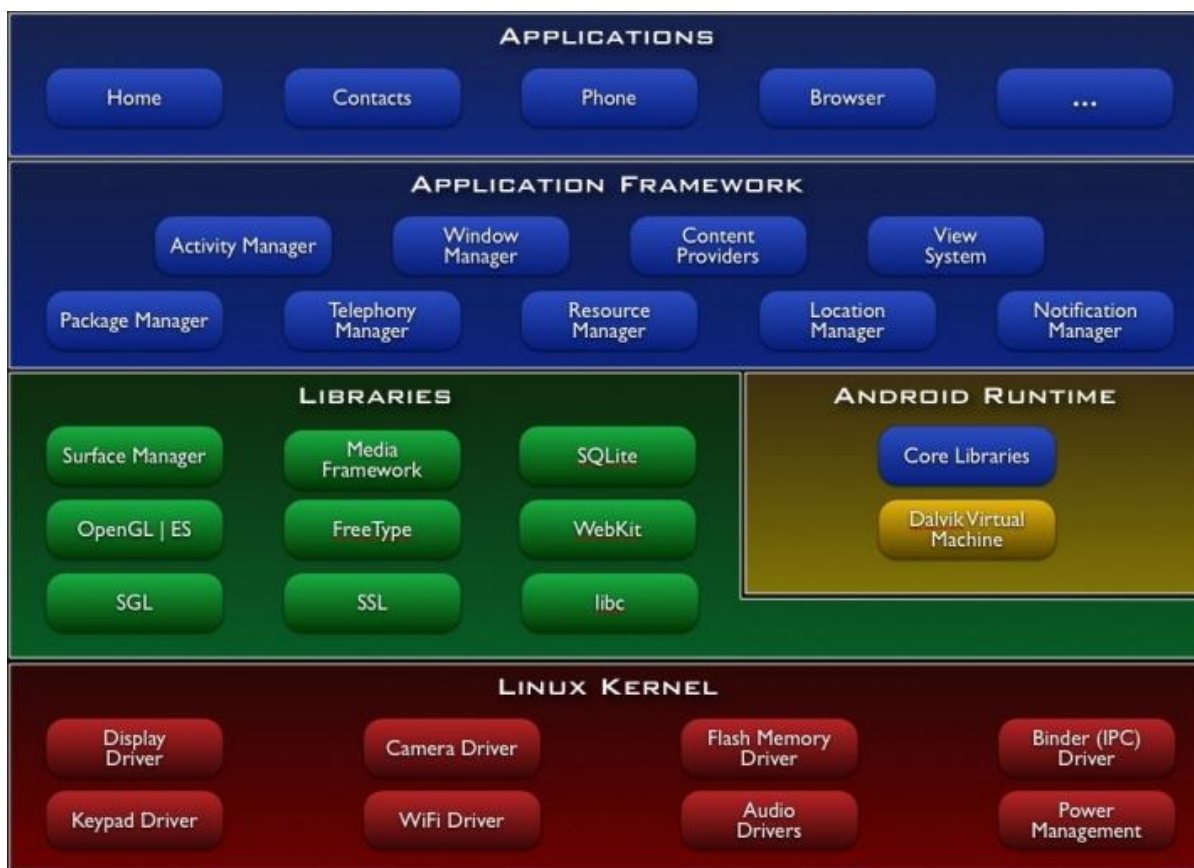 APPLICATIONS
Home
Contacts
Phone
Browser
...
APPLICATION FRAMEWORK
Activity Manager
Window
Manager
Content
Providers
View
System
Package Manager
Telephony
Manager
Resource
Manager
Location
Manager
Notification
Manager
LIBRARIES
Surface Manager
Media
Framework
SQLite
OpenGL | ES
FreeType
WebKit
SGL
SSL
libc
ANDROID RUNTIME
Core Libraries
Dalvik Virtual
Machine
LINUX KERNEL
Display
Driver
Camera Driver
Flash Memory
Driver
Binder (IPC)
Driver
Keypad Driver
WiFi Driver
Audio
Drivers
Power
Management